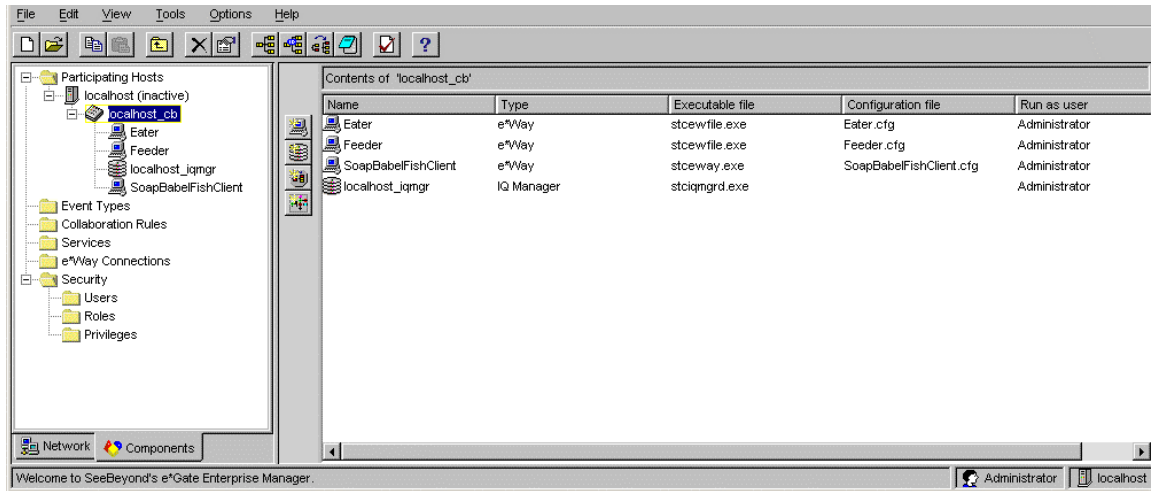 File Edit View Tools Options Help
?
Participating Hosts
localhost (inactive)
localhost_cb
Eater
Feeder
localhost_iqmgr
SoapBabelFishClient
Event Types
Collaboration Rules
Services
e*Way Connections
Security
Users
Roles
Privileges
Network Components
Contents of 'localhost_cb'
Name Type Executable file Configuration file Run as user
Eater e*Way stcewfile.exe Eater.cfg Administrator
Feeder e*Way stcewfile.exe Feeder.cfg Administrator
SoapBabelFishClient e*Way stceway.exe SoapBabelFishClient.cfg Administrator
localhost_iqmgr IQ Manager stciqmgrd.exe Administrator
Welcome to SeeBeyond's e*Gate Enterprise Manager. Administrator localhost